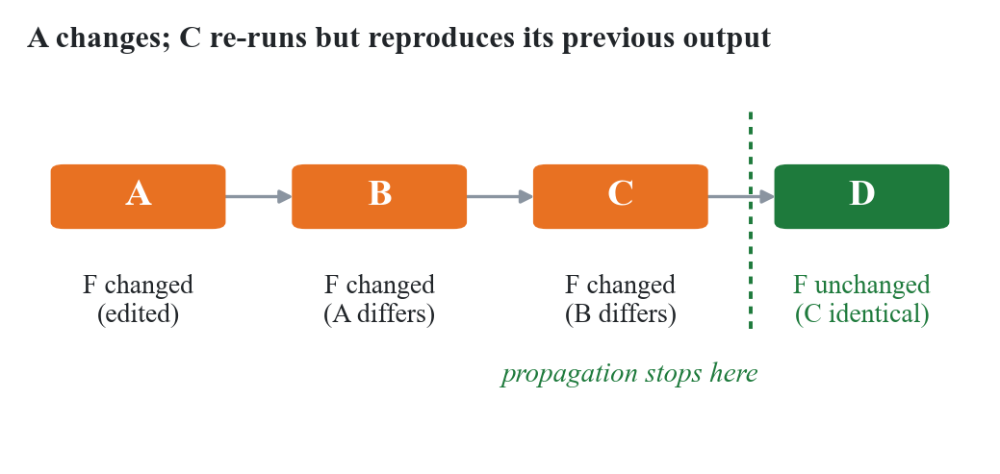 A changes; C re-runs but reproduces its previous output
A
B
C
D
F changed
(edited)
F changed
(A differs)
F changed
(B differs)
F unchanged
(C identical)
propagation stops here